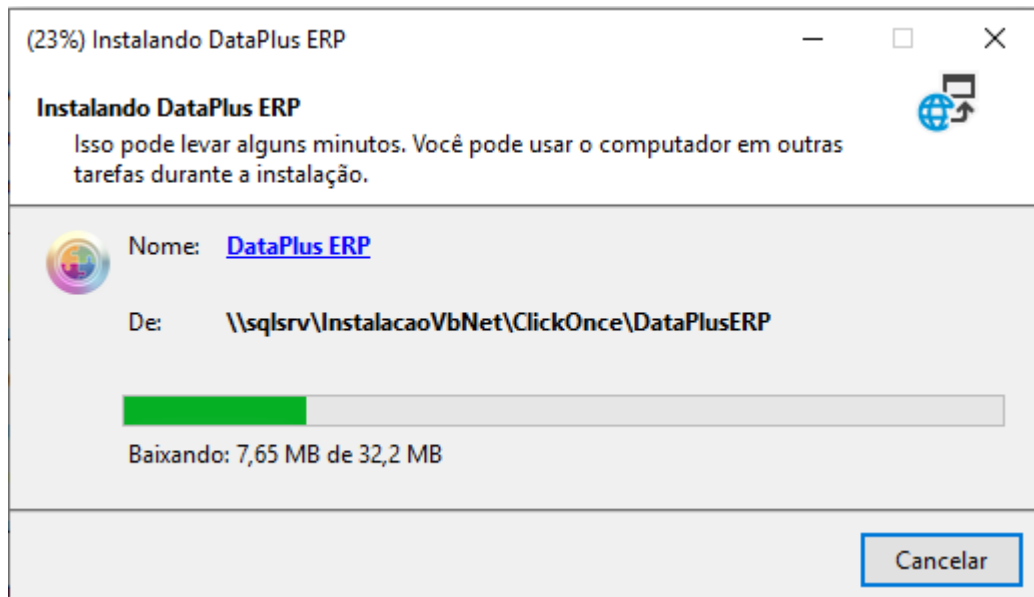 (23%) Instalando DataPlus ERP
Instalando DataPlus ERP
Isso pode levar alguns minutos. Você pode usar o computador em outras
tarefas durante a instalação.
Nome: DataPlus ERP
De: \\sqlsrv\InstalacaoVbNet\ClickOnce\DataPlusERP
Baixando: 7,65 MB de 32,2 MB
Cancelar